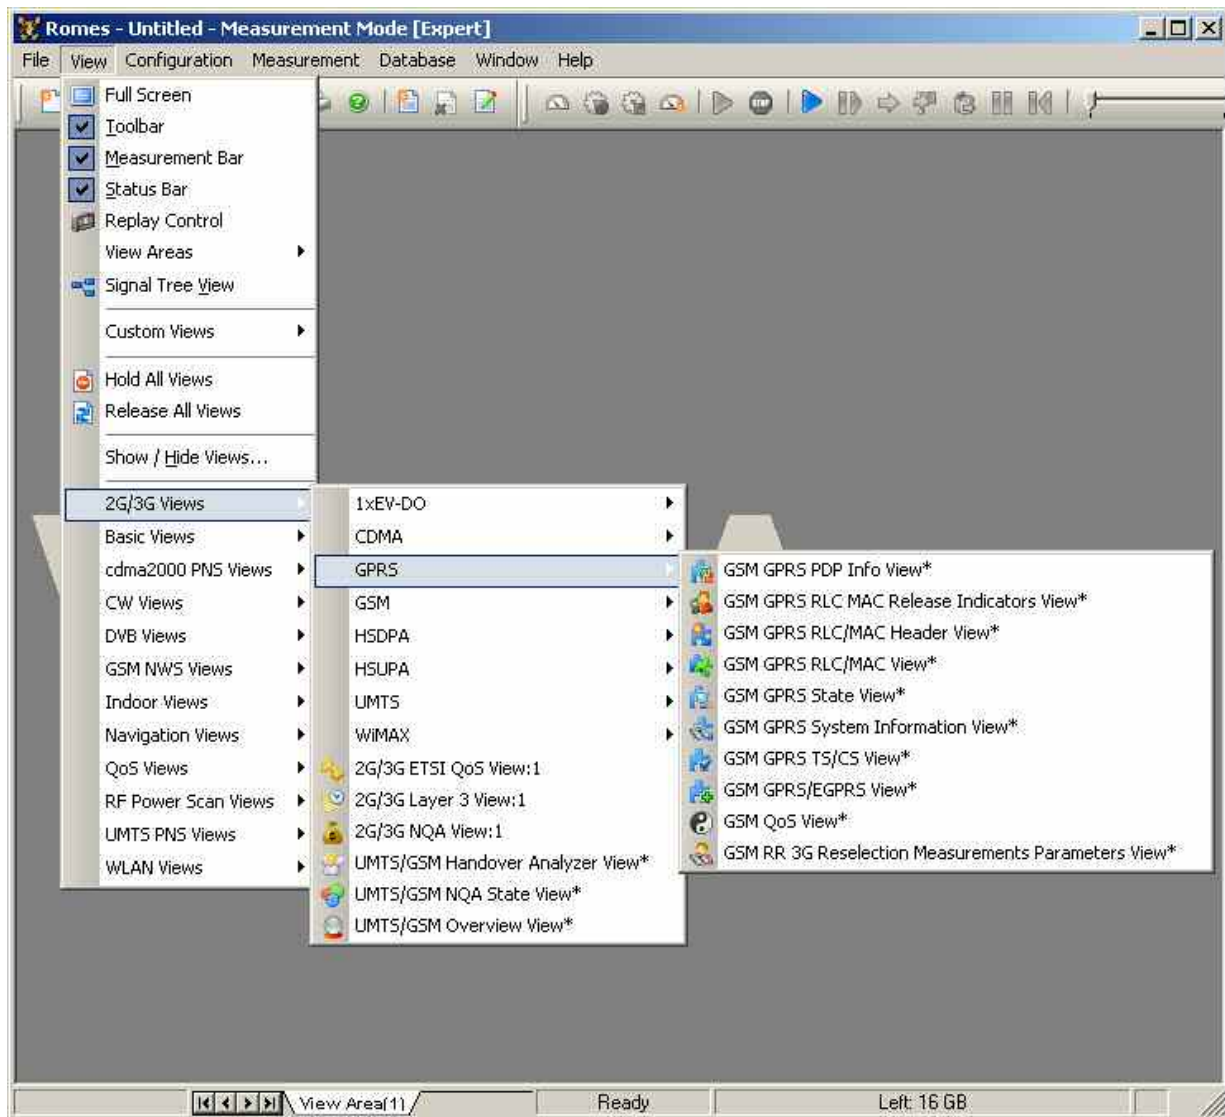 Romes - Untitled - Measurement Mode [Expert]
File View Configuration Measurement Database Window Help
Full Screen
Toolbar
Measurement Bar
Status Bar
Replay Control
View Areas
Signal Tree View
Custom Views
Hold All Views
Release All Views
Show / Hide Views...
2G/3G Views
Basic Views
cdma2000 PNS Views
CW Views
DVB Views
GSM NWS Views
Indoor Views
Navigation Views
QoS Views
RF Power Scan Views
UMTS PNS Views
WLAN Views
1xEV-DO
CDMA
GPRS
GSM
HSDPA
HSUPA
UMTS
WiMAX
2G/3G ETSI QoS View:1
2G/3G Layer 3 View:1
2G/3G NQA View:1
UMTS/GSM Handover Analyzer View*
UMTS/GSM NQA State View*
UMTS/GSM Overview View*
GSM GPRS PDP Info View*
GSM GPRS RLC MAC Release Indicators View*
GSM GPRS RLC/MAC Header View*
GSM GPRS RLC/MAC View*
GSM GPRS State View*
GSM GPRS System Information View*
GSM GPRS TS/CS View*
GSM GPRS/EGPRS View*
GSM QoS View*
GSM RR 3G Reselection Measurements Parameters View*
View Area(1) Ready Left: 16 GB